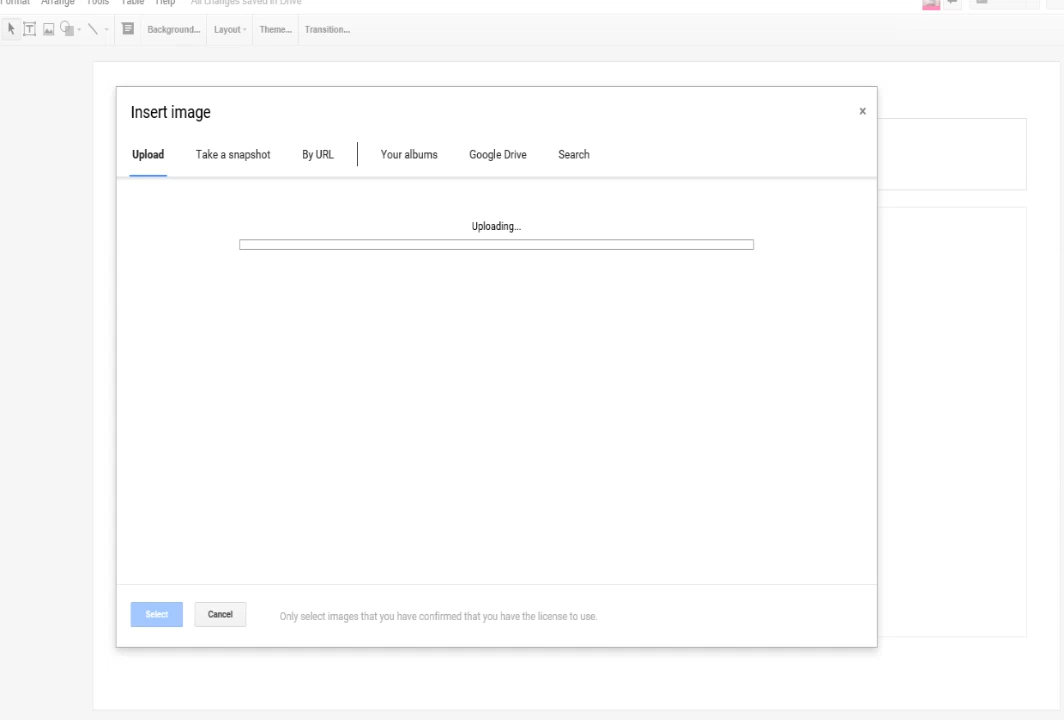 Format Arrange Tools Table Help All changes saved in Drive
Background... Layout Theme... Transition...
Insert image x
Upload Take a snapshot By URL Your albums Google Drive Search
Uploading...
Select Cancel Only select images that you have confirmed that you have the license to use.